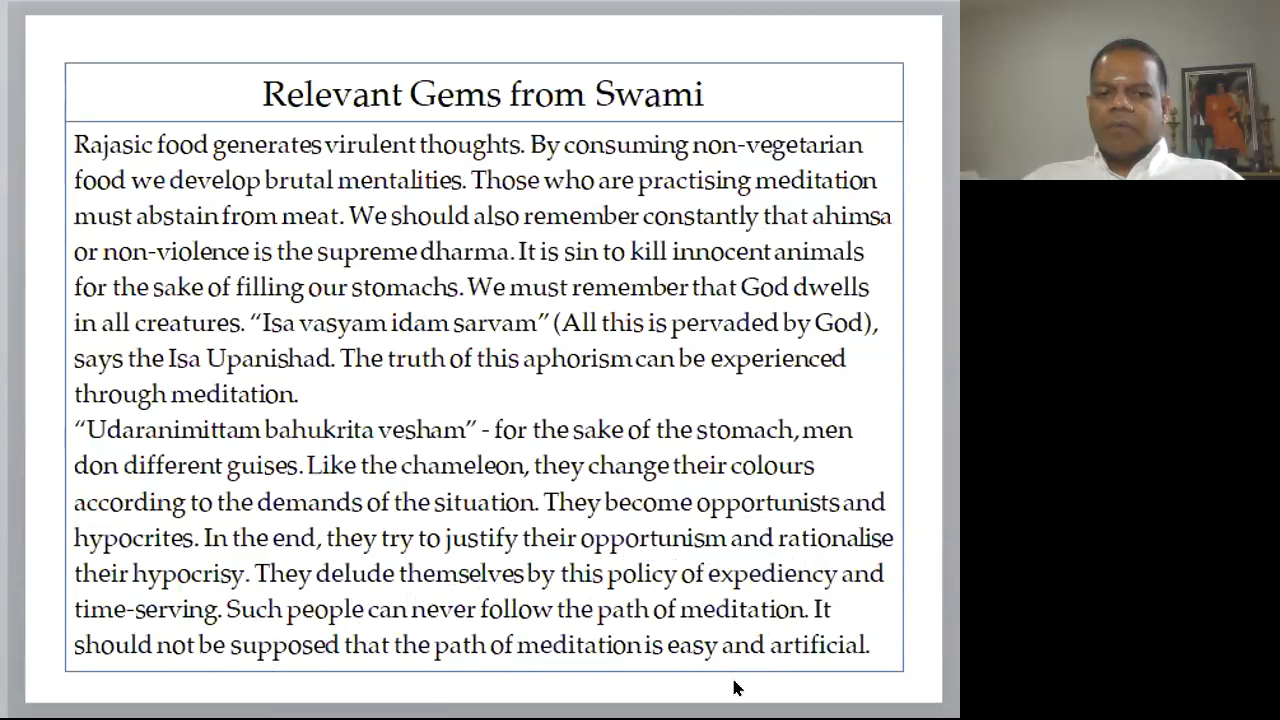 Relevant Gems from Swami
Rajasic food generates virulent thoughts. By consuming non-vegetarian
food we develop brutal mentalities. Those who are practising meditation
must abstain from meat. We should also remember constantly that ahimsa
or non-violence is the supreme dharma. It is sin to kill innocent animals
for the sake of filling our stomachs. We must remember that God dwells
in all creatures. “Isa vasyam idam sarvam” (All this is pervaded by God),
says the Isa Upanishad. The truth of this aphorism can be experienced
through meditation.
“Udaranimittam bahukrita vesham” - for the sake of the stomach, men
don different guises. Like the chameleon, they change their colours
according to the demands of the situation. They become opportunists and
hypocrites. In the end, they try to justify their opportunism and rationalise
their hypocrisy. They delude themselves by this policy of expediency and
time-serving. Such people can never follow the path of meditation. It
should not be supposed that the path of meditation is easy and artificial.